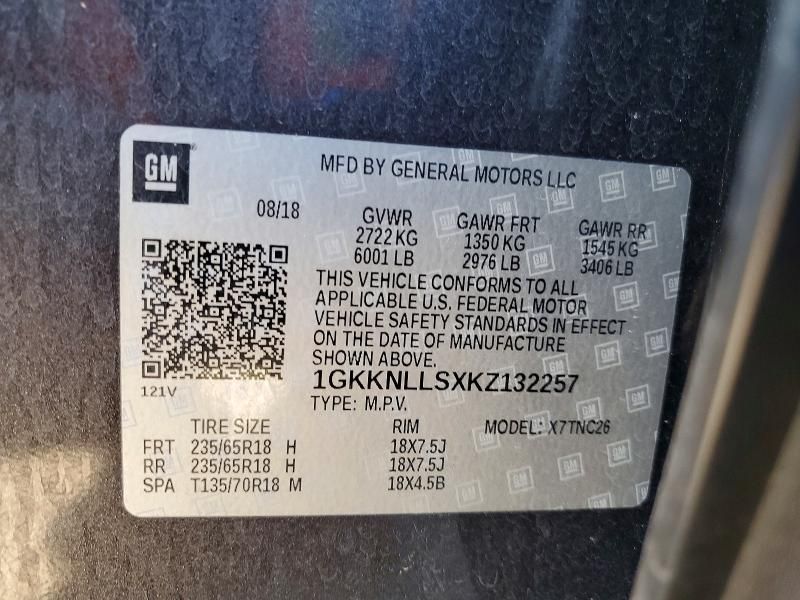 GM
MFD BY GENERAL MOTORS LLC
08/18
GVWR GAWR FRT GAWR RR
2722 KG 1350 KG 1545 KG
6001 LB 2976 LB 3406 LB
THIS VEHICLE CONFORMS TO ALL
APPLICABLE U.S. FEDERAL MOTOR
VEHICLE SAFETY STANDARDS IN EFFECT
ON THE DATE OF MANUFACTURE
SHOWN ABOVE.
1GKKNLLSXKZ132257
121V
TYPE: M.P.V.
TIRE SIZE RIM MODEL: X7TNC26
FRT 235/65R18 H 18X7.5J
RR 235/65R18 H 18X7.5J
SPA T135/70R18 M 18X4.5B